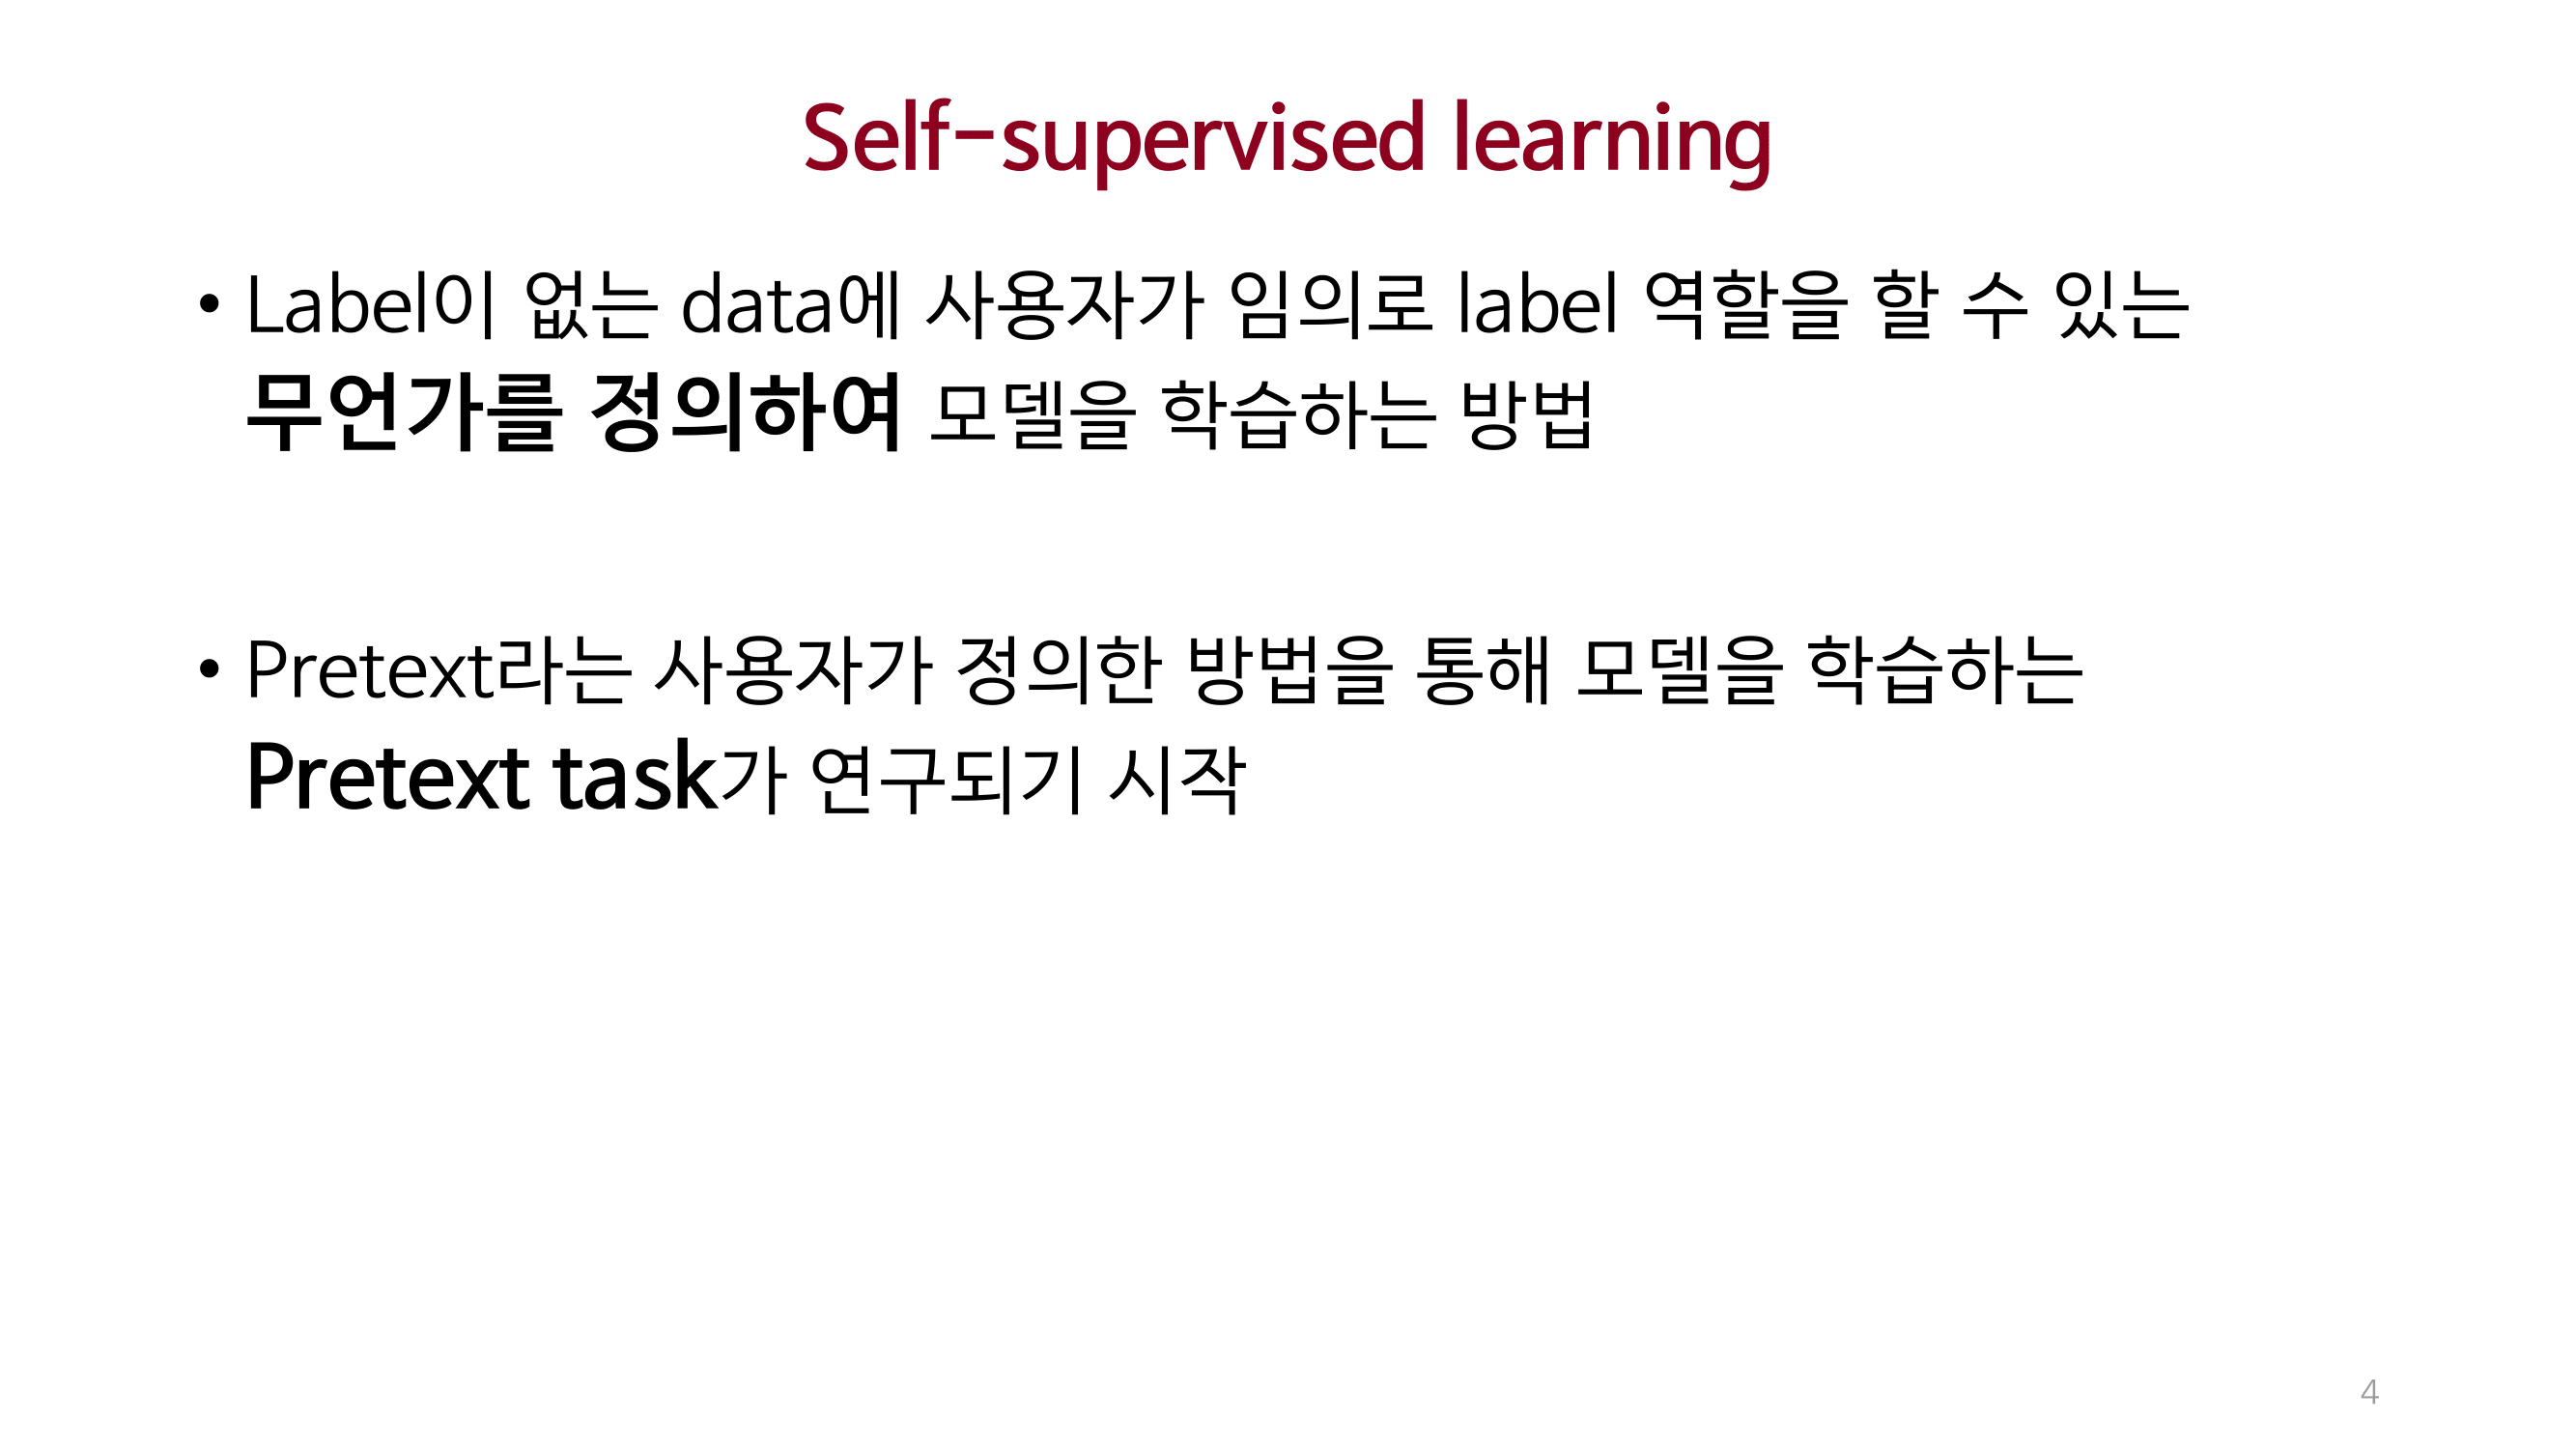 Self-supervised learning
• Label이 없는 data에 사용자가 임의로 label 역할을 할 수 있는
무언가를 정의하여 모델을 학습하는 방법
• Pretext라는 사용자가 정의한 방법을 통해 모델을 학습하는
Pretext task가 연구되기 시작
4